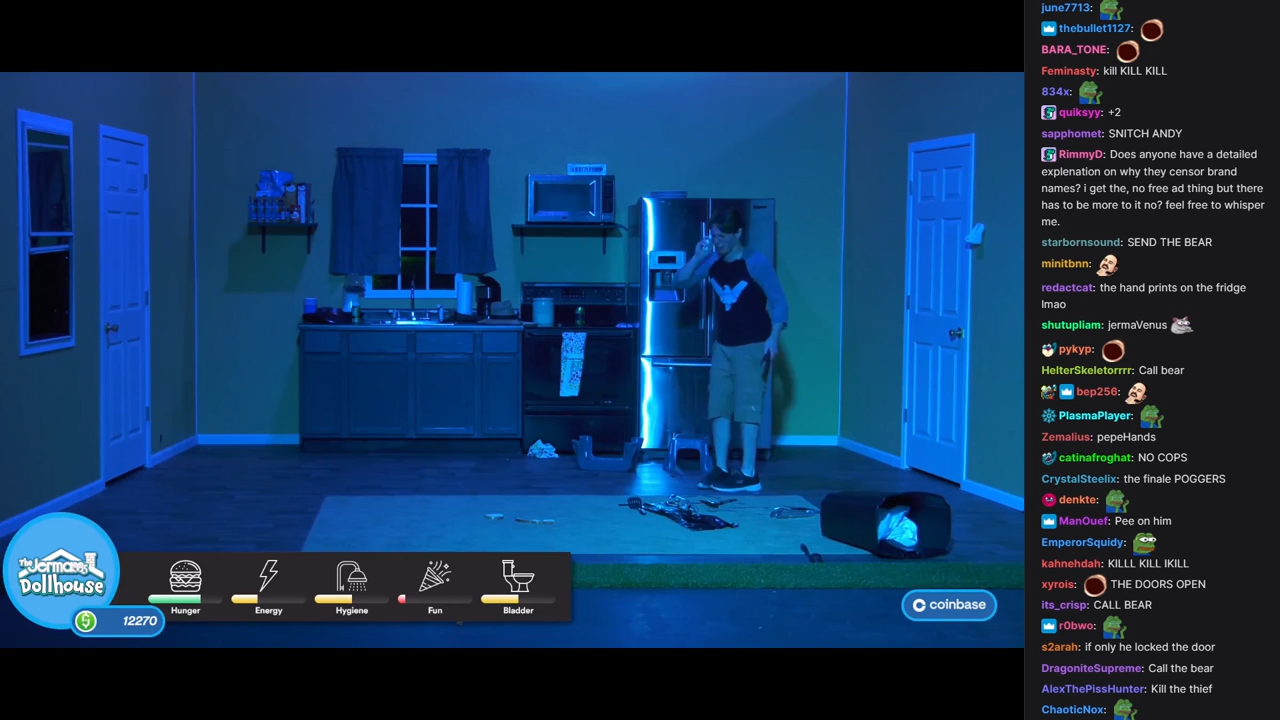 The
Jerma985
Dollhouse
12270
Hunger
Energy
Hygiene
Fun
Bladder
coinbase
june7713:
thebullet1127:
BARA_TONE:
Feminasty: kill KILL KILL
834x:
quiksyy: +2
sapphomet: SNITCH ANDY
RimmyD: Does anyone have a detailed
explenation on why they censor brand
names? i get the, no free ad thing but there
has to be more to it no? feel free to whisper
me.
starbornsound: SEND THE BEAR
minitbnn:
redactcat: the hand prints on the fridge
lmao
shutupliam: jermaVenus
pykyp:
HelterSkeletorrrr: Call bear
bep256:
PlasmaPlayer:
Zemalius: pepeHands
catinafroghat: NO COPS
CrystalSteelix: the finale POGGERS
denkte:
ManOuef: Pee on him
EmperorSquidy:
kahnehdah: KILLL KILL IKILL
xyrois: THE DOORS OPEN
its_crisp: CALL BEAR
r0bwo:
s2arah: if only he locked the door
DragoniteSupreme: Call the bear
AlexThePissHunter: Kill the thief
ChaoticNox: